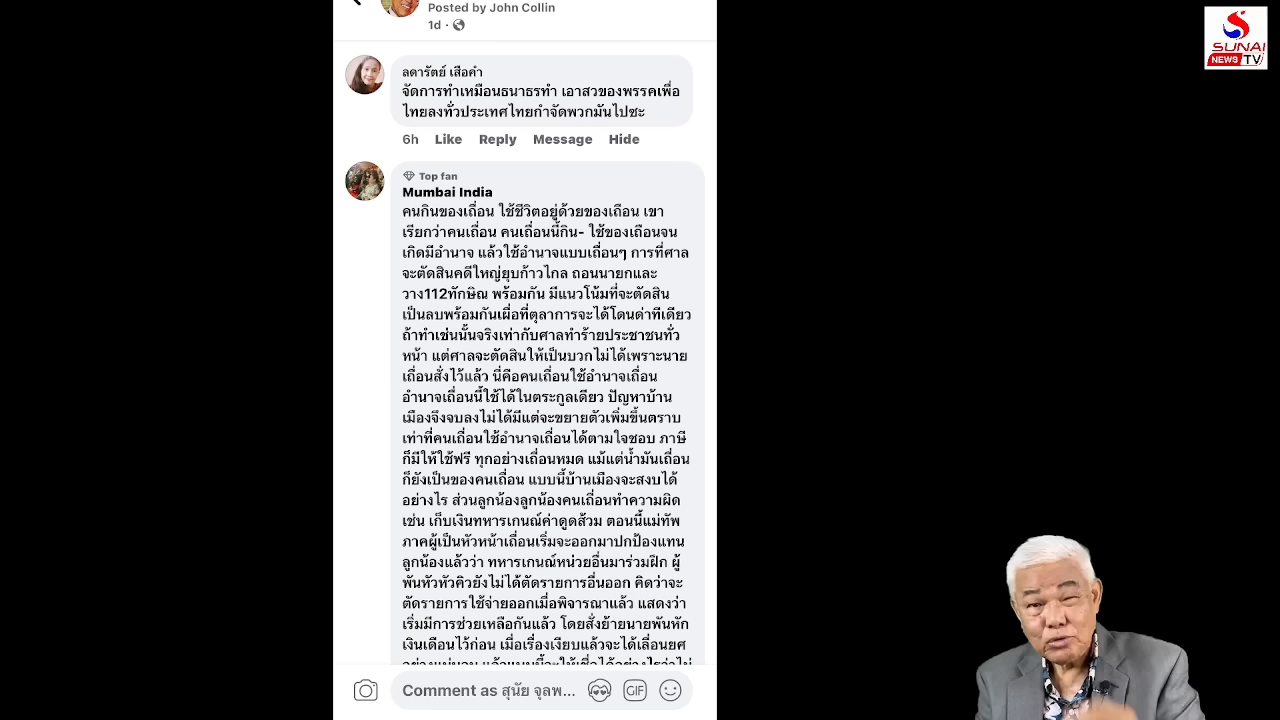 Posted by John Collin
1d
SUNAI
NEWS TV
ลดารัตย์ เสือคำ
จัดการทำเหมือนธนาธรทำ เอาสวของพรรคเพื่อ
ไทยลงทั่วประเทศไทยกำจัดพวกมันไปซะ
6h Like Reply Message Hide
Top fan
Mumbai India
คนกินของเถื่อน ใช้ชีวิตอยู่ด้วยของเถือน เขา
เรียกว่าคนเถื่อน คนเถื่อนนี้กิน- ใช้ของเถือนจน
เกิดมีอำนาจ แล้วใช้อำนาจแบบเถื่อนๆ การที่ศาล
จะตัดสินคดีใหญ่ยุบก้าวไกล ถอนนายกและ
วาง112ทักษิณ พร้อมกัน มีแนวโน้มที่จะตัดสิน
เป็นลบพร้อมกันเผื่อที่ตุลาการจะได้โดนด่าทีเดียว
ถ้าทำเช่นนั้นจริงเท่ากับศาลทำร้ายประชาชนทั่ว
หน้า แต่ศาลจะตัดสินให้เป็นบวกไม่ได้เพราะนาย
เถื่อนสั่งไว้แล้ว นี่คือคนเถื่อนใช้อำนาจเถื่อน
อำนาจเถื่อนนี้ใช้ได้ในตระกูลเดียว ปัญหาบ้าน
เมืองจึงจบลงไม่ได้มีแต่จะขยายตัวเพิ่มขึ้นตราบ
เท่าที่คนเถื่อนใช้อำนาจเถื่อนได้ตามใจชอบ ภาษี
ก็มีให้ใช้ฟรี ทุกอย่างเถื่อนหมด แม้แต่น้ำมันเถื่อน
ก็ยังเป็นของคนเถื่อน แบบนี้บ้านเมืองจะสงบได้
อย่างไร ส่วนลูกน้องลูกน้องคนเถื่อนทำความผิด
เช่น เก็บเงินทหารเกนณ์ค่าดูดส้วม ตอนนี้แม่ทัพ
ภาคผู้เป็นหัวหน้าเถื่อนเริ่มจะออกมาปกป้องแทน
ลูกน้องแล้วว่า ทหารเกนณ์หน่วยอื่นมาร่วมฝึก ผู้
พันหัวหัวคิวยังไม่ได้ตัดรายการอื่นออก คิดว่าจะ
ตัดรายการใช้จ่ายออกเมื่อพิจารณาแล้ว แสดงว่า
เริ่มมีการช่วยเหลือกันแล้ว โดยสั่งย้ายนายพันหัก
เงินเดือนไว้ก่อน เมื่อเรื่องเงียบแล้วจะได้เลื่อนยศ
Comment as สุนัย จุลพ...
GIF